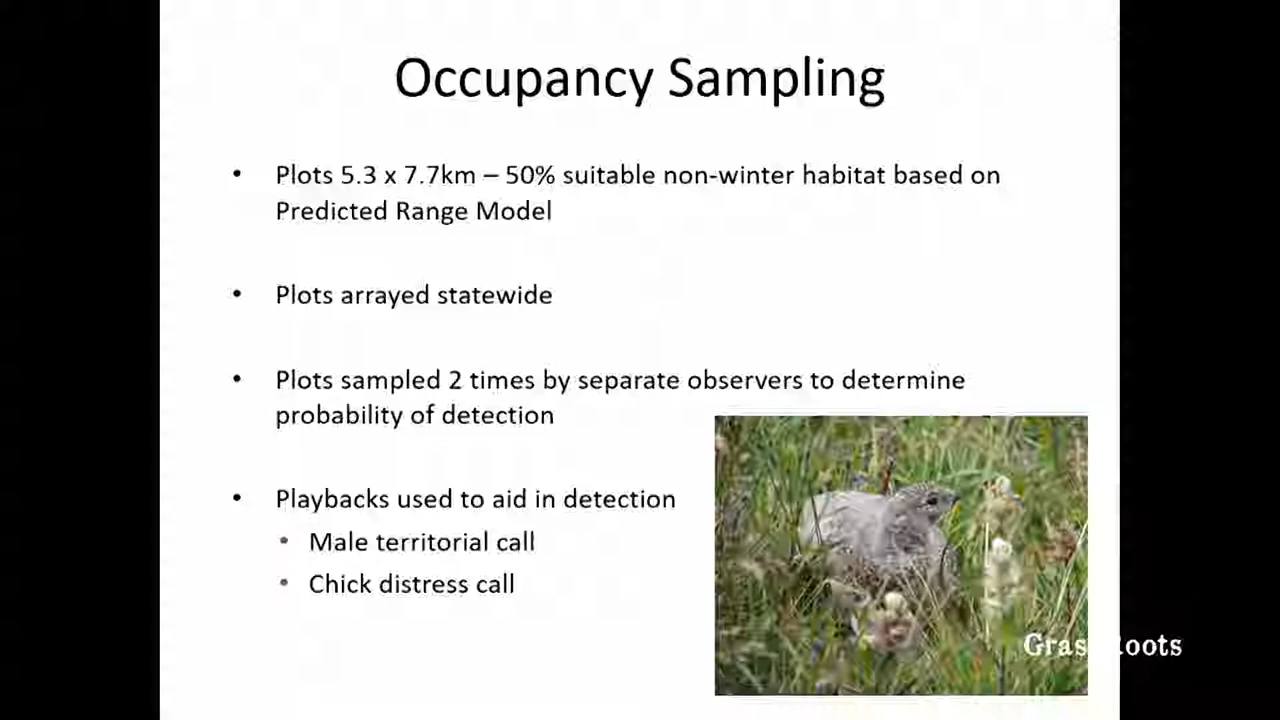 Occupancy Sampling
• Plots 5.3 x 7.7km – 50% suitable non-winter habitat based on
Predicted Range Model
• Plots arrayed statewide
• Plots sampled 2 times by separate observers to determine
probability of detection
• Playbacks used to aid in detection
• Male territorial call
• Chick distress call